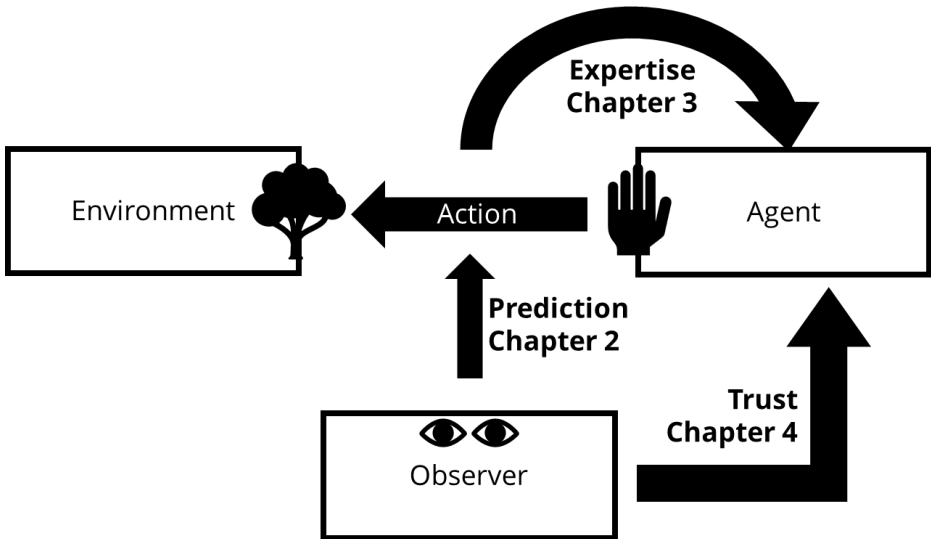 Expertise
Chapter 3
Environment
Action
Agent
Prediction
Chapter 2
Trust
Chapter 4
Observer